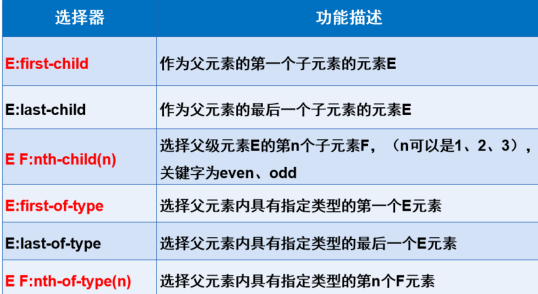 选择器 功能描述
E:first-child 作为父元素的第一个子元素的元素E
E:last-child 作为父元素的最后一个子元素的元素E
E F:nth-child(n) 选择父级元素E的第n个子元素F，（n可以是1、2、3），
关键字为even、odd
E:first-of-type 选择父元素内具有指定类型的第一个E元素
E:last-of-type 选择父元素内具有指定类型的最后一个E元素
E F:nth-of-type(n) 选择父元素内具有指定类型的第n个F元素